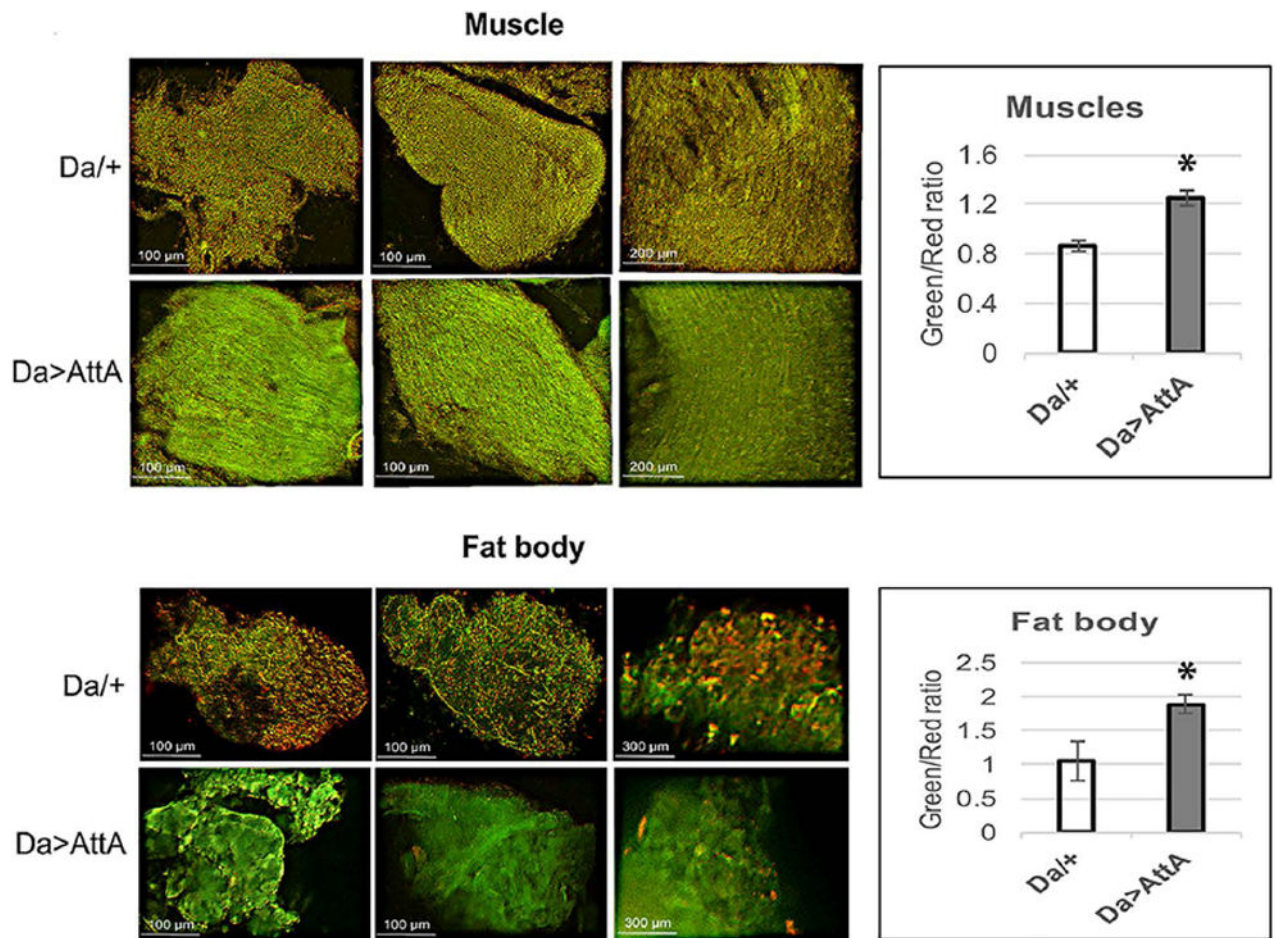 Muscle
Da/+
100 µm
100 µm
200 µm
Da>AttA
100 µm
100 µm
200 µm
Muscles
Green/Red ratio
1.6
1.2
0.8
0.4
0
*
Da/+
Da>AttA
Fat body
Da/+
100 µm
100 µm
300 µm
Da>AttA
100 µm
100 µm
300 µm
Fat body
Green/Red ratio
2.5
2
1.5
1
0.5
0
*
Da/+
Da>AttA